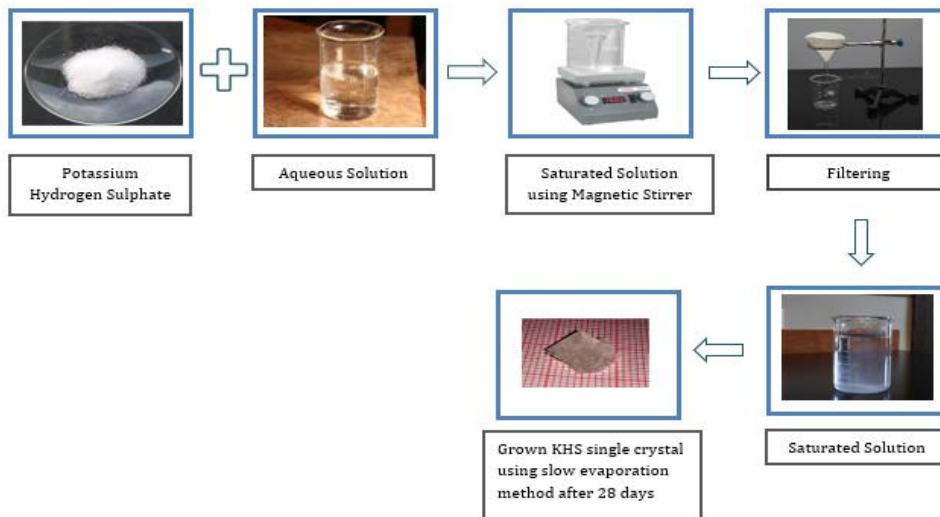 Potassium
Hydrogen Sulphate
Aqueous Solution
Saturated Solution
using Magnetic Stirrer
Filtering
Grown KHS single crystal
using slow evaporation
method after 28 days
Saturated Solution